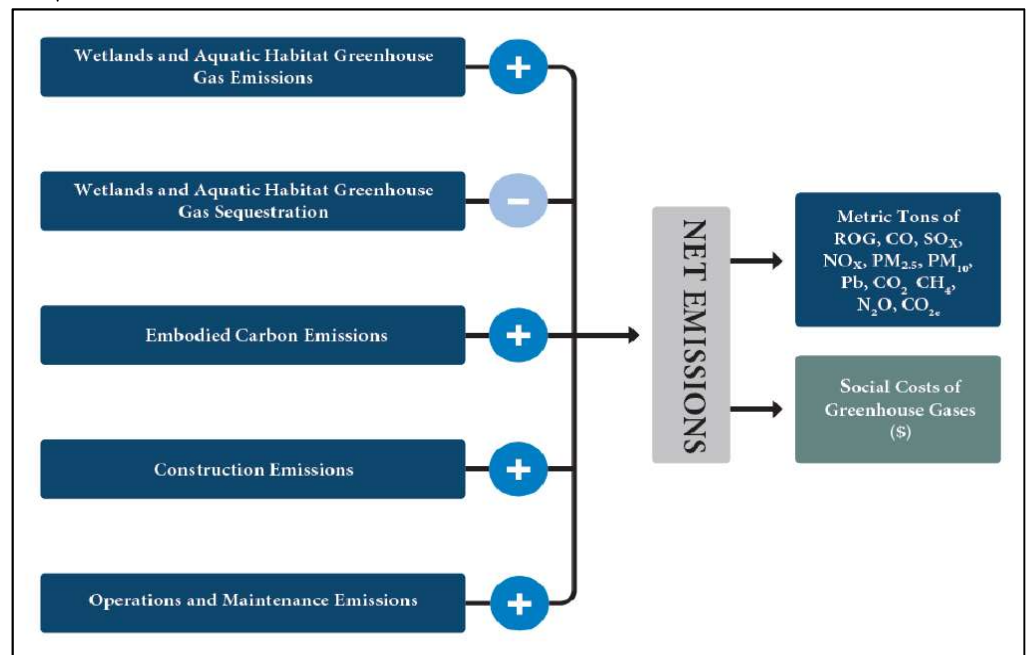 Wetlands and Aquatic Habitat Greenhouse
Gas Emissions
+
Wetlands and Aquatic Habitat Greenhouse
Gas Sequestration
−
Embodied Carbon Emissions
+
Construction Emissions
+
Operations and Maintenance Emissions
+
NET EMISSIONS
Metric Tons of
ROG, CO, SOX,
NOX, PM2.5, PM10,
Pb, CO2 CH4,
N2O, CO2e
Social Costs of
Greenhouse Gases
($)